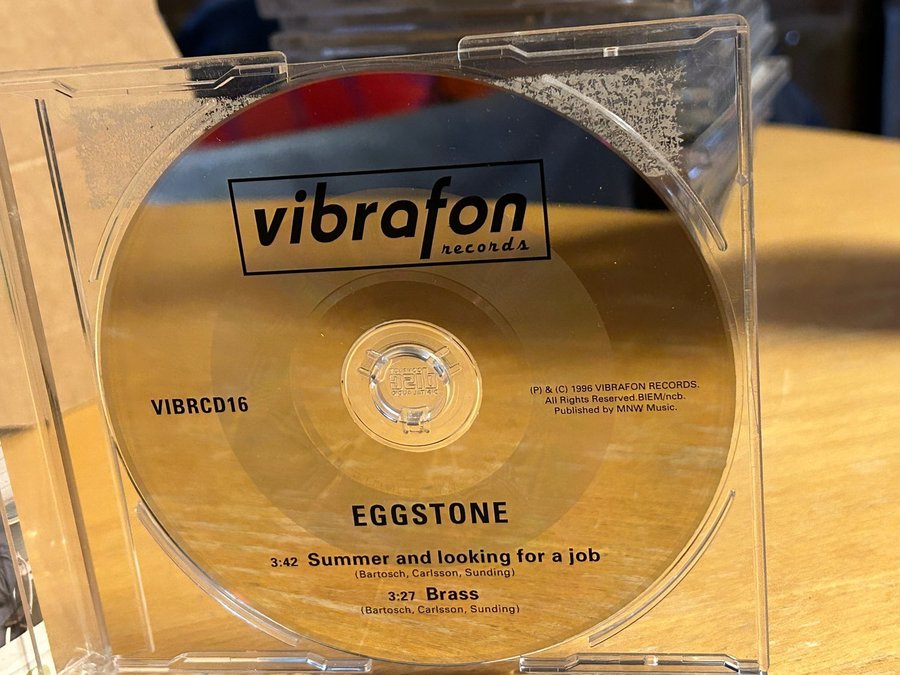 vibrafon
records
VIBRCD16
(P) & (C) 1996 VIBRAFON RECORDS.
All Rights Reserved.BIEM/ncb.
Published by MNW Music.
EGGSTONE
3:42 Summer and looking for a job
(Bartosch, Carlsson, Sunding)
3:27 Brass
(Bartosch, Carlsson, Sunding)